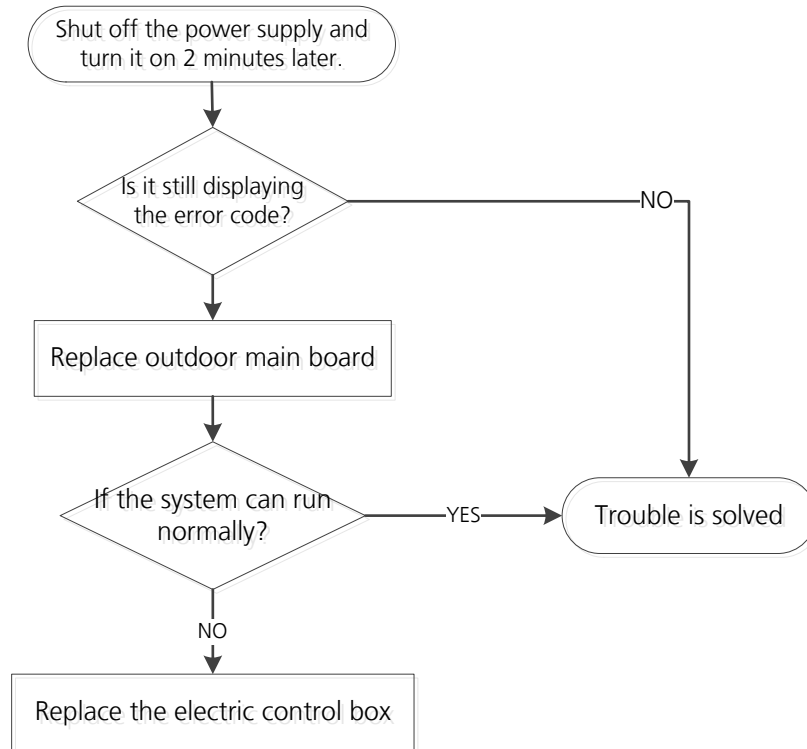 Shut off the power supply and
turn it on 2 minutes later.
Is it still displaying
the error code?
NO
Replace outdoor main board
If the system can run
normally?
YES
Trouble is solved
NO
Replace the electric control box